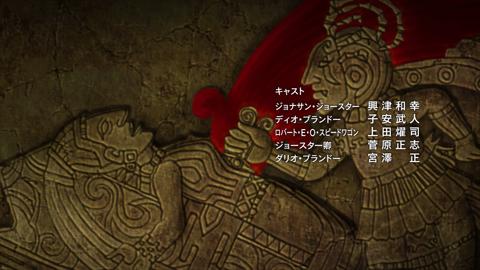 キャスト
ジョナサン・ジョースター 興津和幸
ディオ・ブランドー 子安武人
ロバート・E・O・スピードワゴン 上田燿司
ジョースター卿 菅原正志
ダリオ・ブランドー 宮澤 正